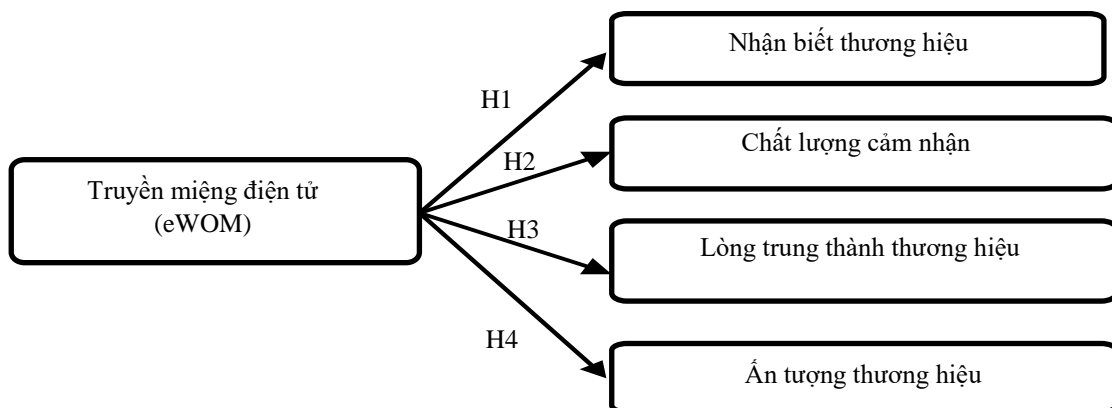 Nhận biết thương hiệu
H1
Chất lượng cảm nhận
H2
Truyền miệng điện tử
(eWOM)
H3
Lòng trung thành thương hiệu
H4
Ấn tượng thương hiệu